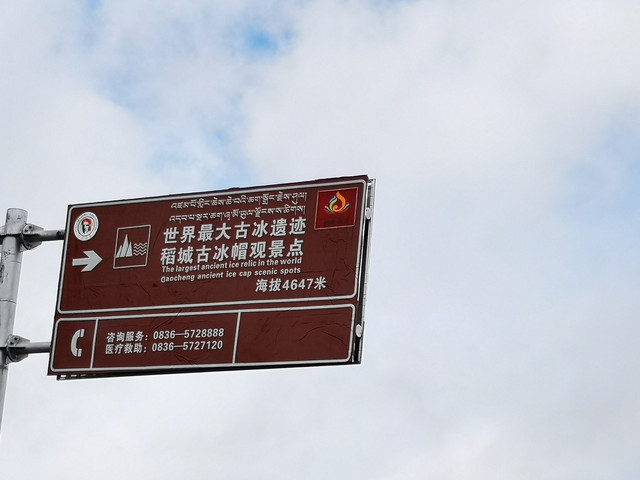 世界最大古冰遗迹
稻城古冰帽观景点
The largest ancient ice relic in the world
Daocheng ancient ice cap scenic spots
海拔4647米
咨询服务：0836—5728888
医疗救助：0836—5727120